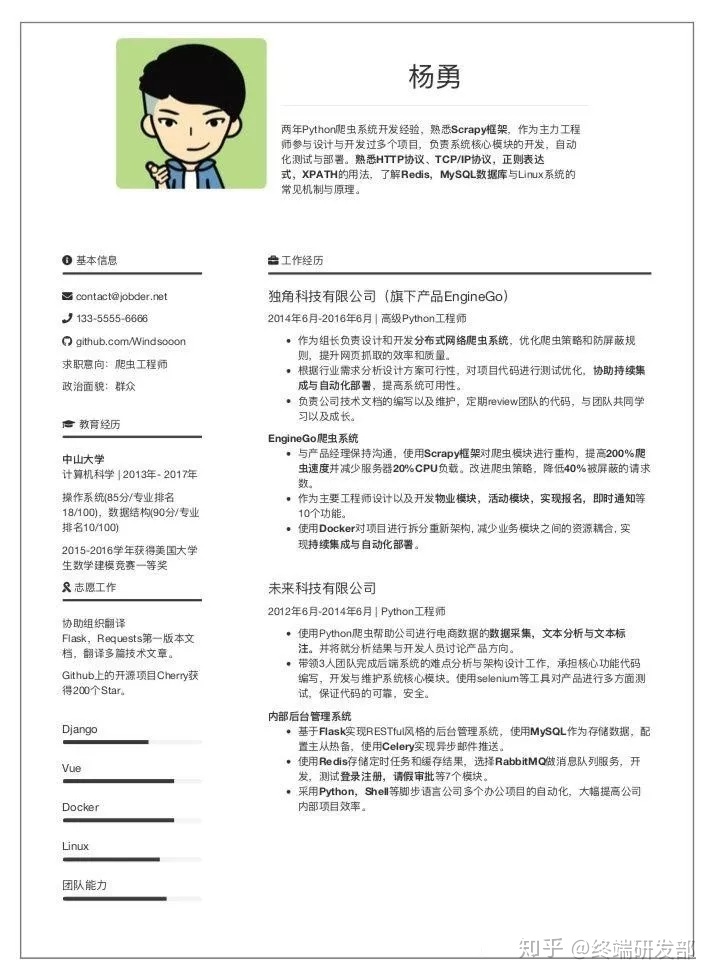 杨勇
两年Python爬虫系统开发经验，熟悉Scrapy框架，作为主力工程
师参与设计与开发过多个项目，负责系统核心模块的开发，自动
化测试与部署。熟悉HTTP协议、TCP/IP协议，正则表达
式，XPATH的用法，了解Redis，MySQL数据库与Linux系统的
常见机制与原理。
基本信息
contact@jobder.net
133-5555-6666
github.com/Windsooon
求职意向：爬虫工程师
政治面貌：群众
教育经历
中山大学
计算机科学 | 2013年- 2017年
操作系统(85分/专业排名
18/100)，数据结构(90分/专业
排名10/100)
2015-2016学年获得美国大学
生数学建模竞赛一等奖
志愿工作
协助组织翻译
Flask，Requests第一版本文
档，翻译多篇技术文章。
Github上的开源项目Cherry获
得200个Star。
Django
Vue
Docker
Linux
团队能力
工作经历
独角科技有限公司（旗下产品EngineGo）
2014年6月-2016年6月 | 高级Python工程师
作为组长负责设计和开发分布式网络爬虫系统，优化爬虫策略和防屏蔽规
则，提升网页抓取的效率和质量。
根据行业需求分析设计方案可行性，对项目代码进行测试优化，协助持续集
成与自动化部署，提高系统可用性。
负责公司技术文档的编写以及维护，定期review团队的代码，与团队共同学
习以及成长。
EngineGo爬虫系统
与产品经理保持沟通，使用Scrapy框架对爬虫模块进行重构，提高200%爬
虫速度并减少服务器20%CPU负载。改进爬虫策略，降低40%被屏蔽的请求
数。
作为主要工程师设计以及开发物业模块，活动模块，实现报名，即时通知等
10个功能。
使用Docker对项目进行拆分重新架构,减少业务模块之间的资源耦合,实
现持续集成与自动化部署。
未来科技有限公司
2012年6月-2014年6月 | Python工程师
使用Python爬虫帮助公司进行电商数据的数据采集，文本分析与文本标
注。并将就分析结果与开发人员讨论产品方向。
带领3人团队完成后端系统的难点分析与架构设计工作，承担核心功能代码
编写，开发与维护系统核心模块。使用selenium等工具对产品进行多方面测
试，保证代码的可靠，安全。
内部后台管理系统
基于Flask实现RESTful风格的后台管理系统，使用MySQL作为存储数据，配
置主从热备，使用Celery实现异步邮件推送。
使用Redis存储定时任务和缓存结果，选择RabbitMQ做消息队列服务，开
发，测试登录注册，请假审批等7个模块。
采用Python，Shell等脚步语言公司多个办公项目的自动化，大幅提高公司
内部项目效率。
知乎 @终端研发部